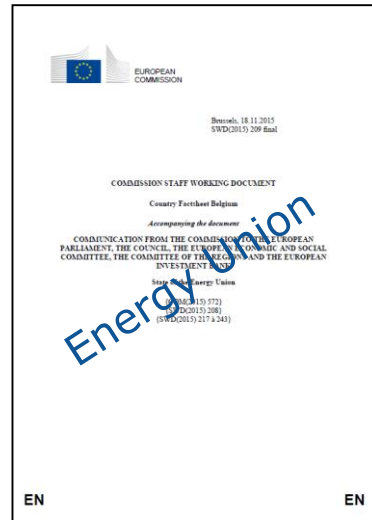 EUROPEAN
COMMISSION
Brussels, 18.11.2015
SWD(2015) 209 final
COMMISSION STAFF WORKING DOCUMENT
Country Factsheet Belgium
Accompanying the document
COMMUNICATION FROM THE COMMISSION TO THE EUROPEAN
PARLIAMENT, THE COUNCIL, THE EUROPEAN ECONOMIC AND SOCIAL
COMMITTEE, THE COMMITTEE OF THE REGIONS AND THE EUROPEAN
INVESTMENT BANK
State of the Energy Union
{COM(2015) 572}
{SWD(2015) 208}
{SWD(2015) 217 à 243}
Energy Union
EN EN